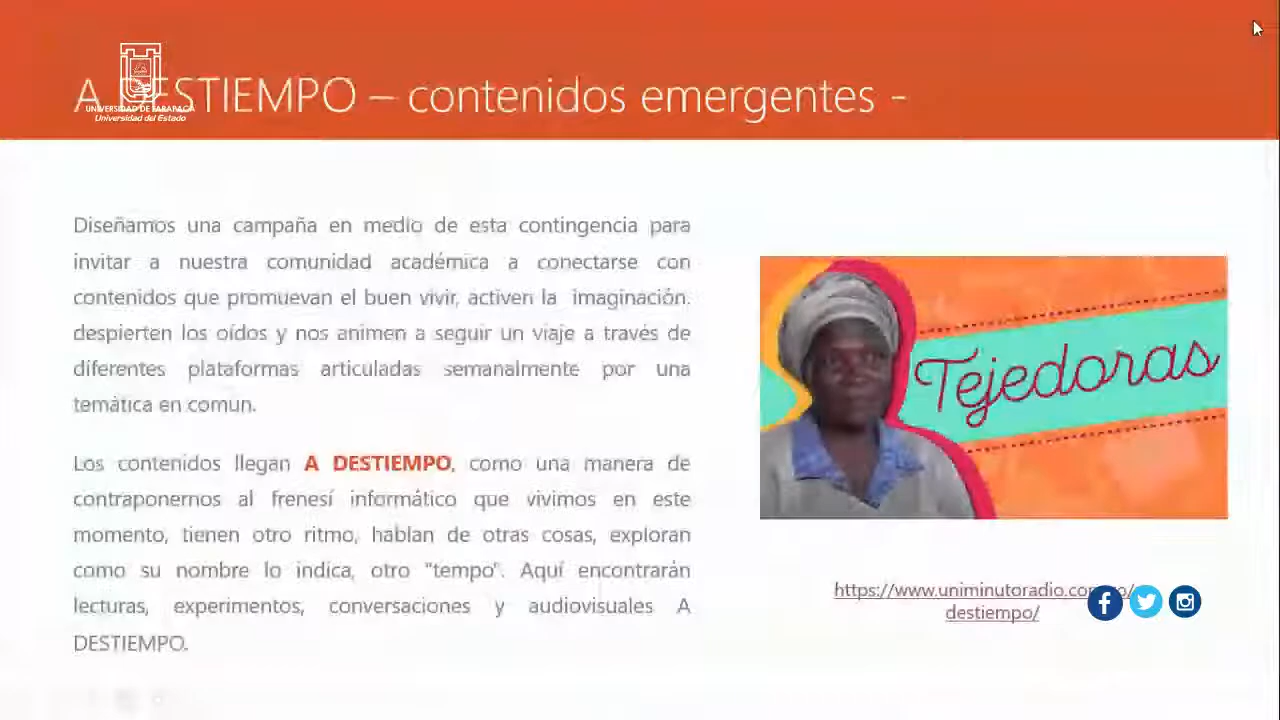 A DESTIEMPO – contenidos emergentes -
UNIVERSIDAD DE TARAPACÁ
Universidad del Estado
Diseñamos una campaña en medio de esta contingencia para
invitar a nuestra comunidad académica a conectarse con
contenidos que promuevan el buen vivir, activen la imaginación,
despierten los oídos y nos animen a seguir un viaje a través de
diferentes plataformas articuladas semanalmente por una
temática en comun.
Los contenidos llegan A DESTIEMPO, como una manera de
contraponernos al frenesí informático que vivimos en este
momento, tienen otro ritmo, hablan de otras cosas, exploran
como su nombre lo indica, otro "tempo". Aquí encontrarán
lecturas, experimentos, conversaciones y audiovisuales A
DESTIEMPO.
Tejedoras
https://www.uniminutoradio.com
destiempo/